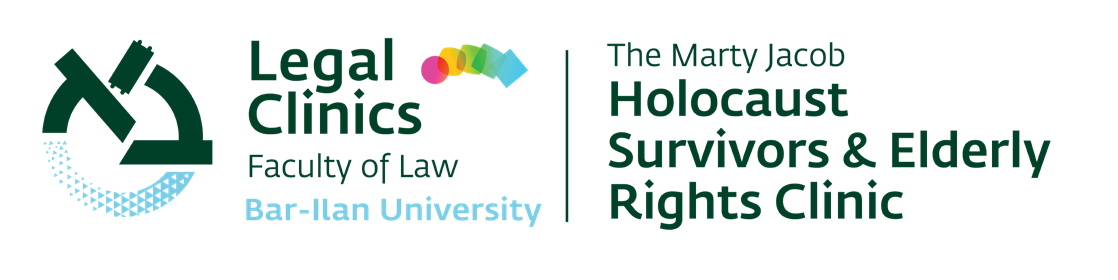 Legal
Clinics
Faculty of Law
Bar-Ilan University
The Marty Jacob
Holocaust
Survivors & Elderly
Rights Clinic